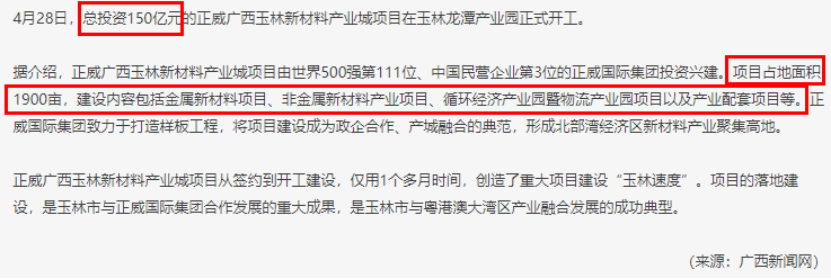 4月28日，总投资150亿元的正威广西玉林新材料产业城项目在玉林龙潭产业园正式开工。
据介绍，正威广西玉林新材料产业城项目由世界500强第111位、中国民营企业第3位的正威国际集团投资兴建。项目占地面积
1900亩，建设内容包括金属新材料项目、非金属新材料产业项目、循环经济产业园暨物流产业园项目以及产业配套项目等。正
威国际集团致力于打造样板工程，将项目建设成为政企合作、产城融合的典范，形成北部湾经济区新材料产业聚集高地。
正威广西玉林新材料产业城项目从签约到开工建设，仅用1个多月时间，创造了重大项目建设“玉林速度”。项目的落地建
设，是玉林市与正威国际集团合作发展的重大成果，是玉林市与粤港澳大湾区产业融合发展的成功典型。
(来源：广西新闻网)